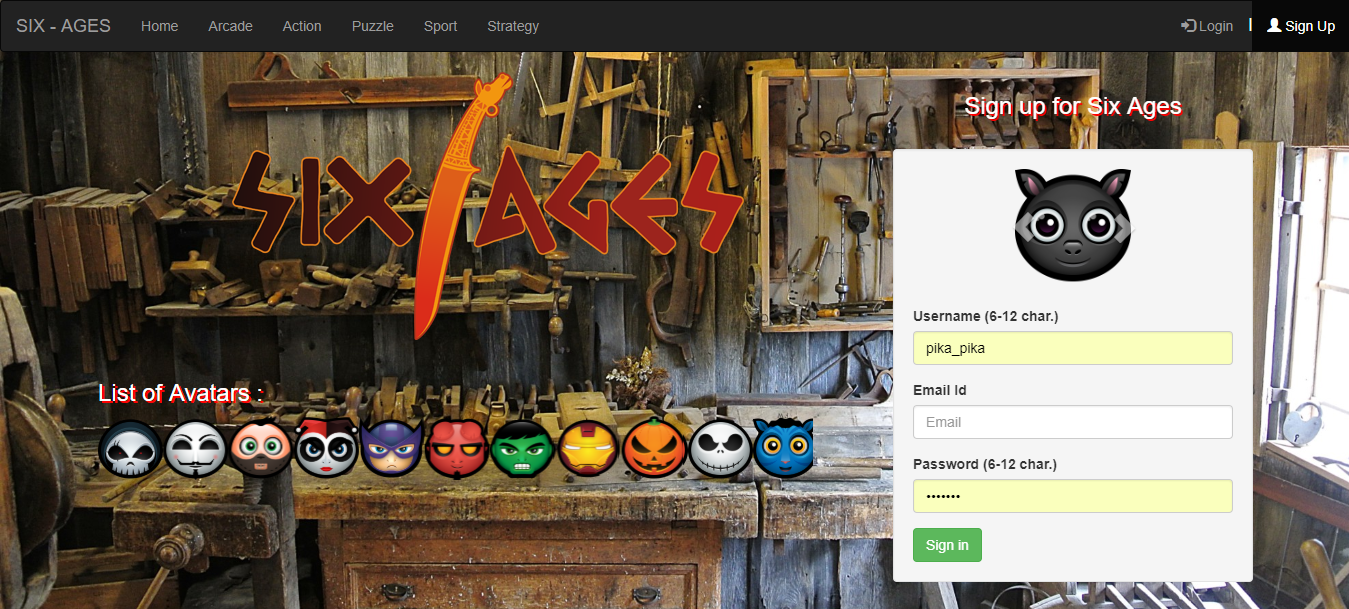 SIX - AGES Home Arcade Action Puzzle Sport Strategy Login Sign Up
SIX AGES
Sign up for Six Ages
List of Avatars :
Username (6-12 char.)
pika_pika
Email Id
Email
Password (6-12 char.)
•••••••
Sign in